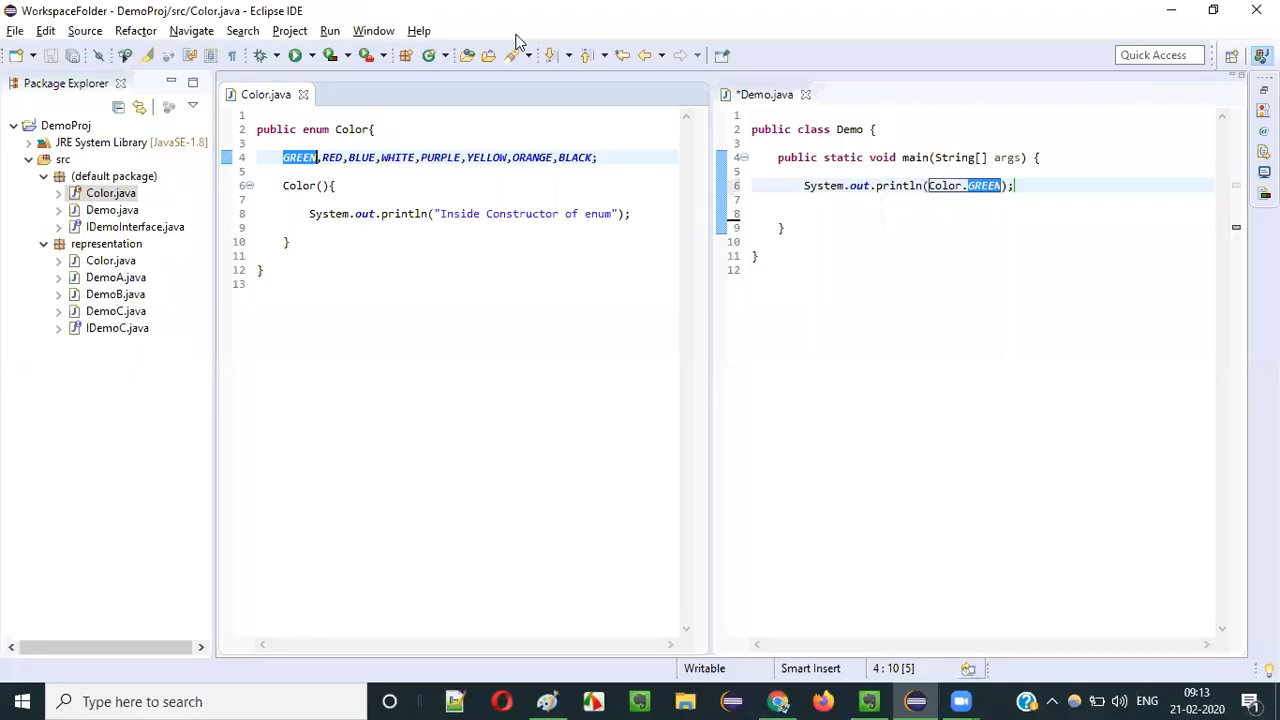 WorkspaceFolder - DemoProj/src/Color.java - Eclipse IDE
File Edit Source Refactor Navigate Search Project Run Window Help
Quick Access
Package Explorer
DemoProj
JRE System Library [JavaSE-1.8]
src
(default package)
Color.java
Demo.java
IDemoInterface.java
representation
Color.java
DemoA.java
DemoB.java
DemoC.java
IDemoC.java
Color.java
1
2 public enum Color{
3
4 GREEN,RED,BLUE,WHITE,PURPLE,YELLOW,ORANGE,BLACK;
5
6 Color(){
7
8 System.out.println("Inside Constructor of enum");
9
10 }
11
12 }
13
*Demo.java
1
2 public class Demo {
3
4 public static void main(String[] args) {
5
6 System.out.println(Color.GREEN);
7
8
9 }
10
11 }
12
Writable Smart Insert 4 : 10 [5]
Type here to search
ENG
09:13
21-02-2020
1